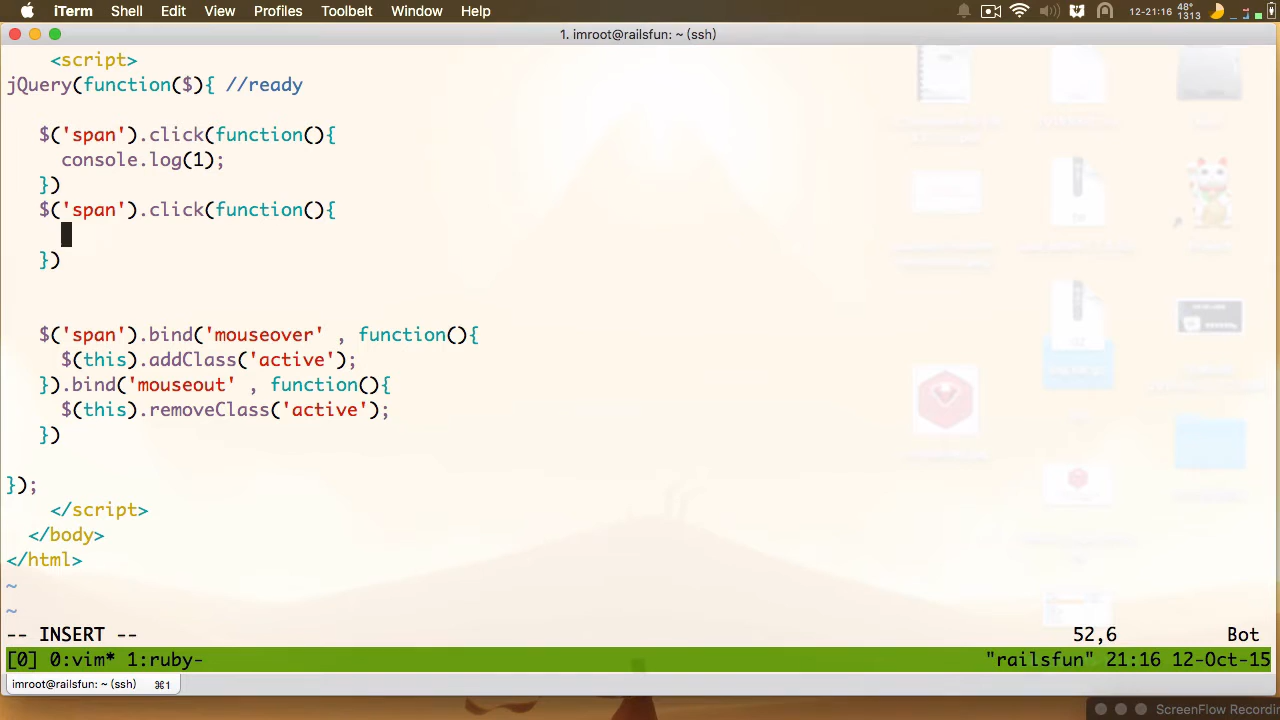 iTerm Shell Edit View Profiles Toolbelt Window Help 12-21:16 48° 1313
1. imroot@railsfun: ~ (ssh)
<script>
jQuery(function($){ //ready
$('span').click(function(){
console.log(1);
})
$('span').click(function(){
})
$('span').bind('mouseover' , function(){
$(this).addClass('active');
}).bind('mouseout' , function(){
$(this).removeClass('active');
})
});
</script>
</body>
</html>
~
~
-- INSERT -- 52,6 Bot
[0] 0:vim* 1:ruby- "railsfun" 21:16 12-Oct-15
imroot@railsfun: ~ (ssh) ⌘1
ScreenFlow Recordin